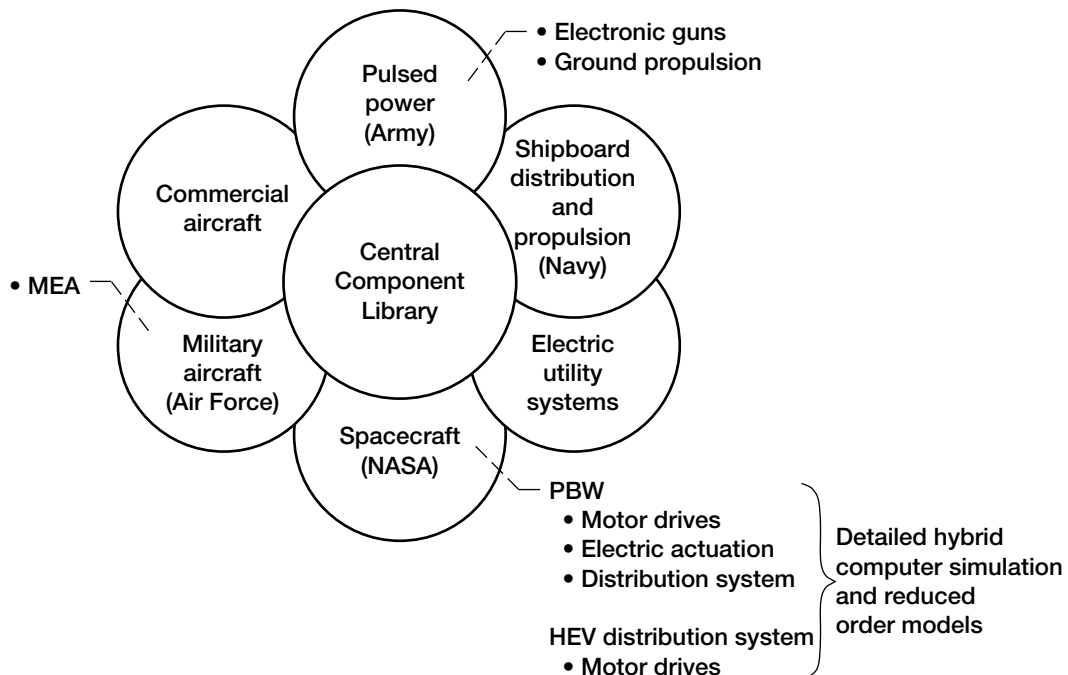 • Electronic guns
• Ground propulsion
Pulsed
power
(Army)
Shipboard
distribution
and
propulsion
(Navy)
Commercial
aircraft
Central
Component
Library
• MEA
Military
aircraft
(Air Force)
Electric
utility
systems
Spacecraft
(NASA)
PBW
• Motor drives
• Electric actuation
• Distribution system
HEV distribution system
• Motor drives
Detailed hybrid
computer simulation
and reduced
order models